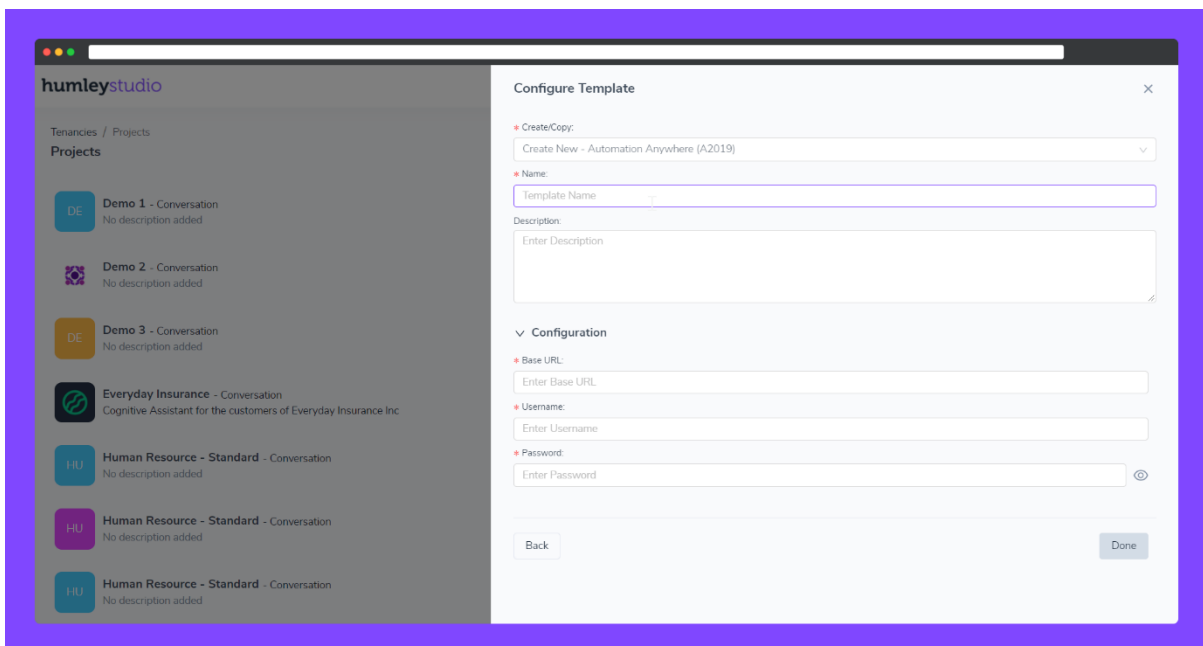 humleystudio
Tenancies / Projects
Projects
DE
Demo 1 - Conversation
No description added
Demo 2 - Conversation
No description added
DE
Demo 3 - Conversation
No description added
Everyday Insurance - Conversation
Cognitive Assistant for the customers of Everyday Insurance Inc
HU
Human Resource - Standard - Conversation
No description added
HU
Human Resource - Standard - Conversation
No description added
HU
Human Resource - Standard - Conversation
No description added
Configure Template
* Create/Copy:
Create New - Automation Anywhere (A2019)
* Name:
Template Name
Description:
Enter Description
Configuration
* Base URL:
Enter Base URL
* Username:
Enter Username
* Password:
Enter Password
Back
Done